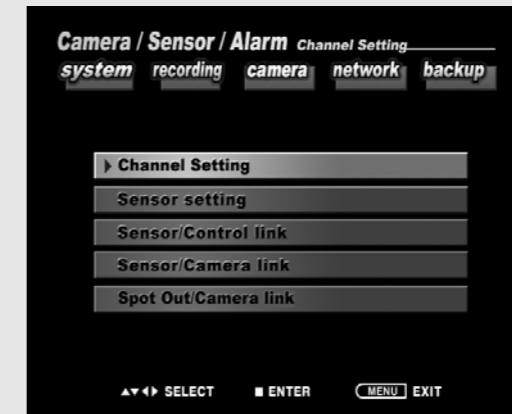 Camera / Sensor / Alarm Channel Setting
system recording camera network backup
Channel Setting
Sensor setting
Sensor/Control link
Sensor/Camera link
Spot Out/Camera link
SELECT ENTER MENU EXIT